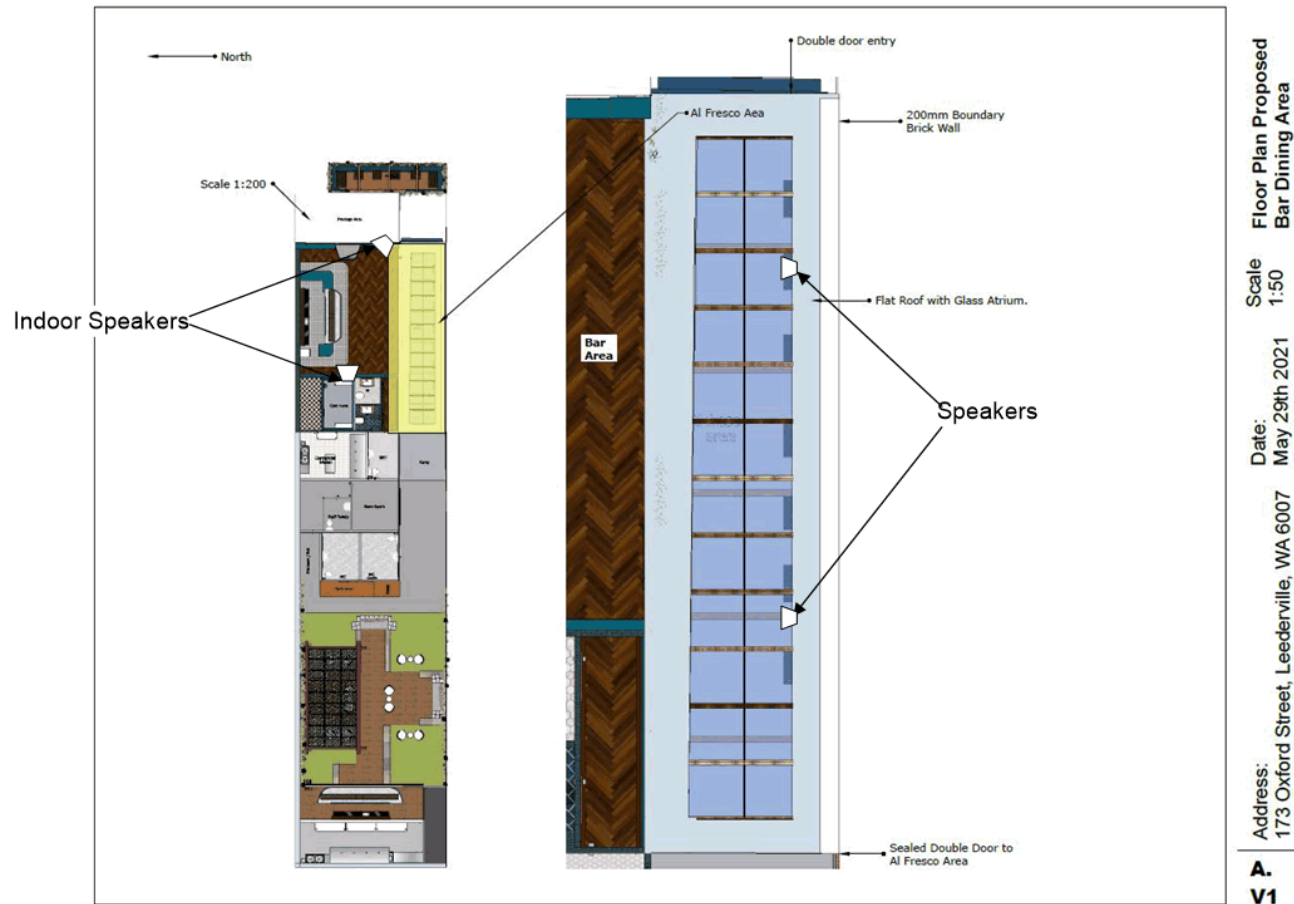 North
Double door entry
Al Fresco Aea
200mm Boundary
Brick Wall
Scale 1:200
Indoor Speakers
Flat Roof with Glass Atrium.
Bar
Area
Speakers
Sealed Double Door to
Al Fresco Area
Floor Plan Proposed
Bar Dining Area
Scale
1:50
Date:
May 29th 2021
Address:
173 Oxford Street, Leederville, WA 6007
A.
V1